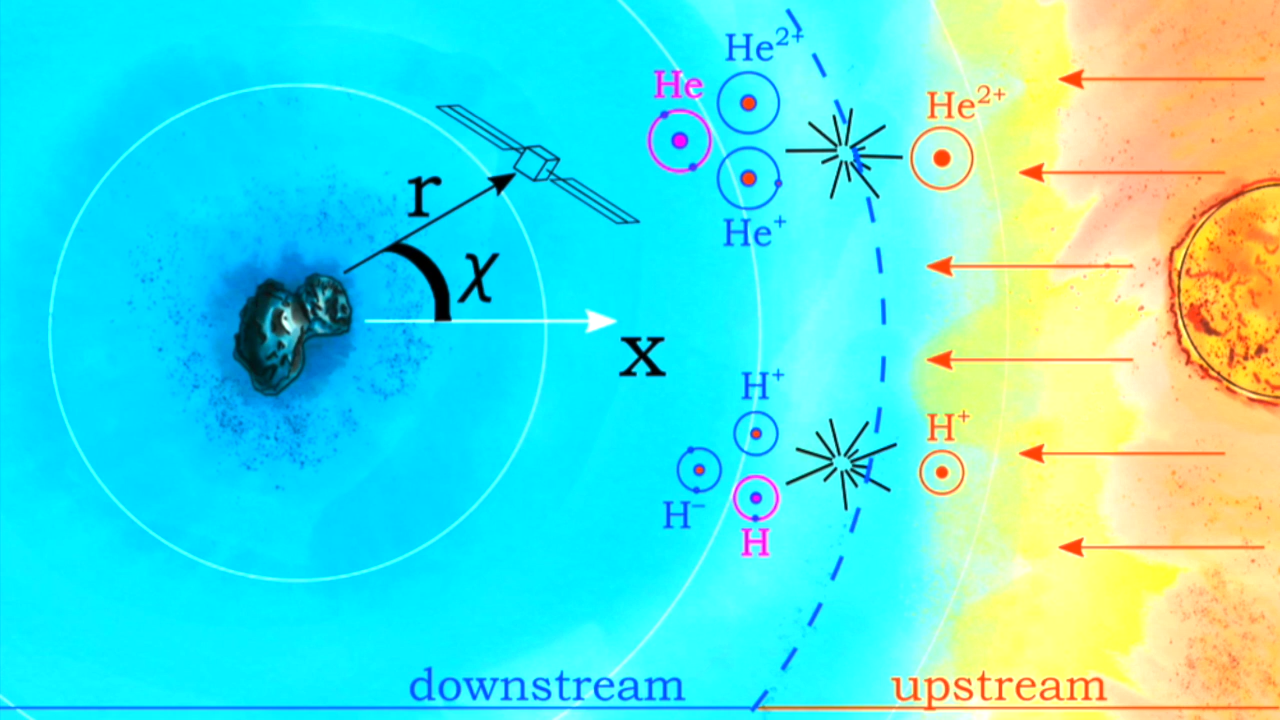 He²⁺
He
He²⁺
r
He⁺
χ
x
H⁺
H⁺
H⁻
H
downstream
upstream